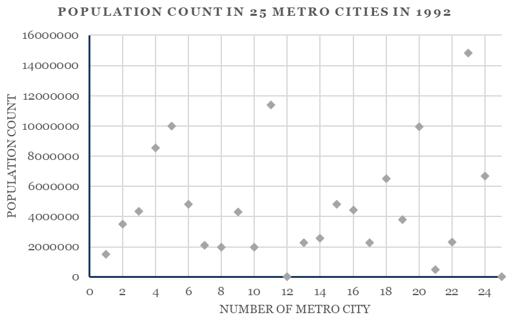 POPULATION COUNT IN 25 METRO CITIES IN 1992
16000000
14000000
12000000
10000000
8000000
6000000
4000000
2000000
0
POPULATION COUNT
0 2 4 6 8 10 12 14 16 18 20 22 24
NUMBER OF METRO CITY